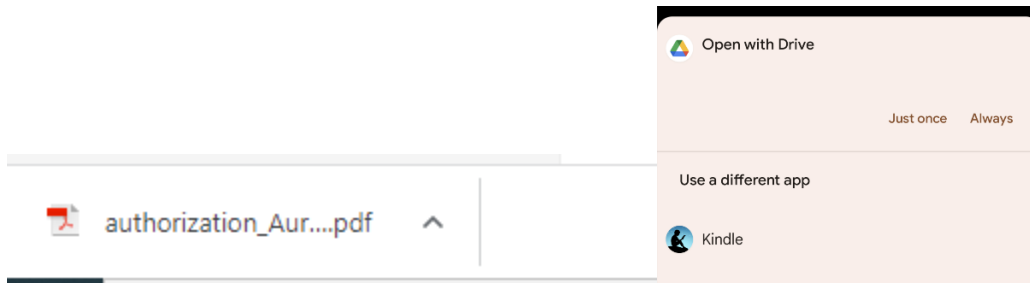 authorization_Aur....pdf
Open with Drive
Just once Always
Use a different app
Kindle